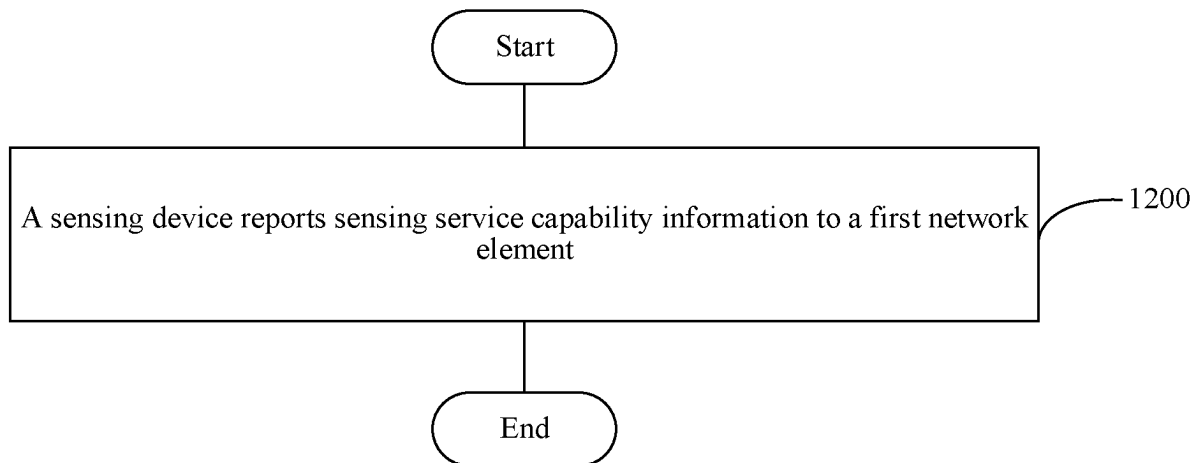 Start
A sensing device reports sensing service capability information to a first network
element
1200
End